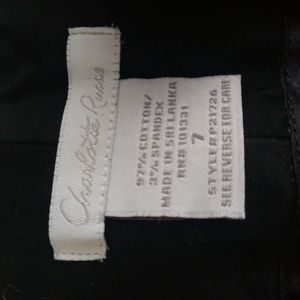 Charlotte Russe
97% COTTON/
3% SPANDEX
MADE IN SRI LANKA
RN# 101331
7
STYLE# P21726
SEE REVERSE FOR CARE